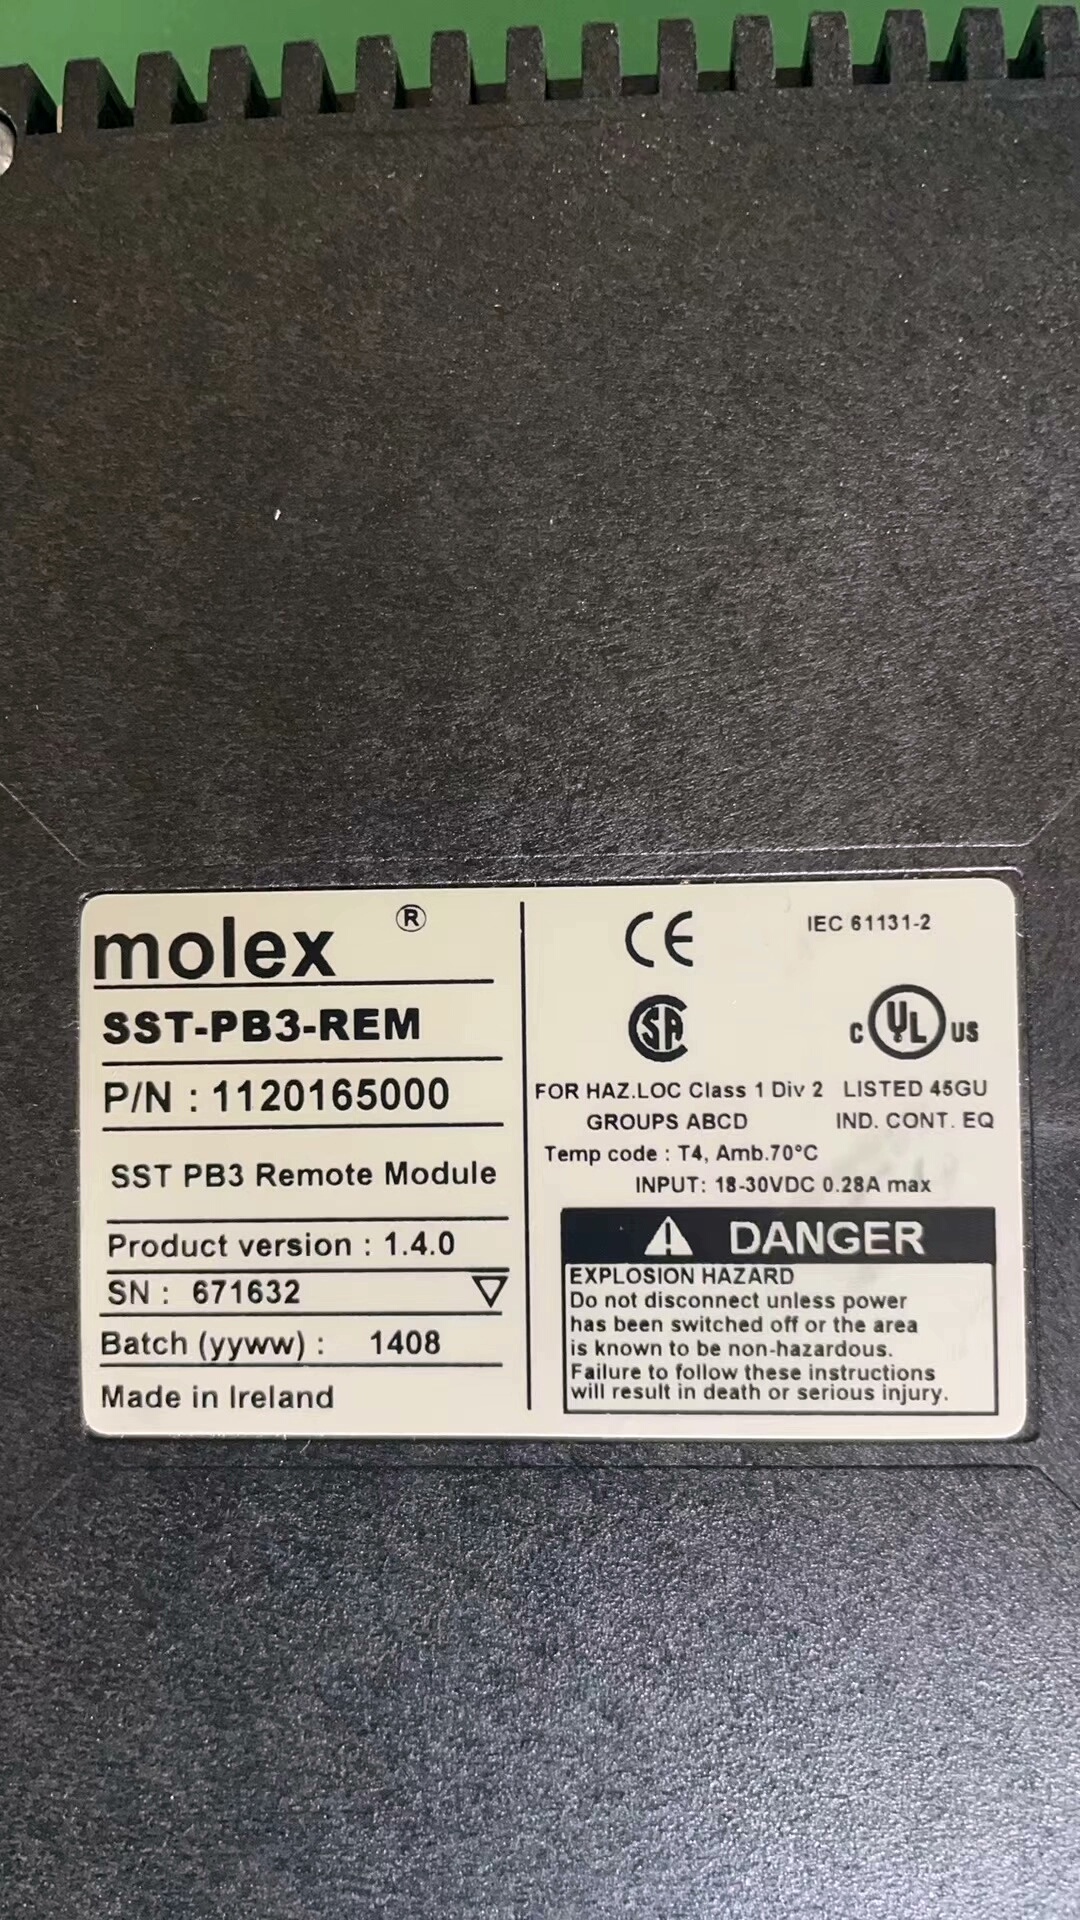 molex ®
SST-PB3-REM
P/N : 1120165000
SST PB3 Remote Module
Product version : 1.4.0
SN : 671632
Batch (yyww) : 1408
Made in Ireland
CE
IEC 61131-2
SA
C UL US
FOR HAZ.LOC Class 1 Div 2
GROUPS ABCD
LISTED 45GU
IND. CONT. EQ
Temp code : T4, Amb.70°C
INPUT: 18-30VDC 0.28A max
DANGER
EXPLOSION HAZARD
Do not disconnect unless power
has been switched off or the area
is known to be non-hazardous.
Failure to follow these instructions
will result in death or serious injury.